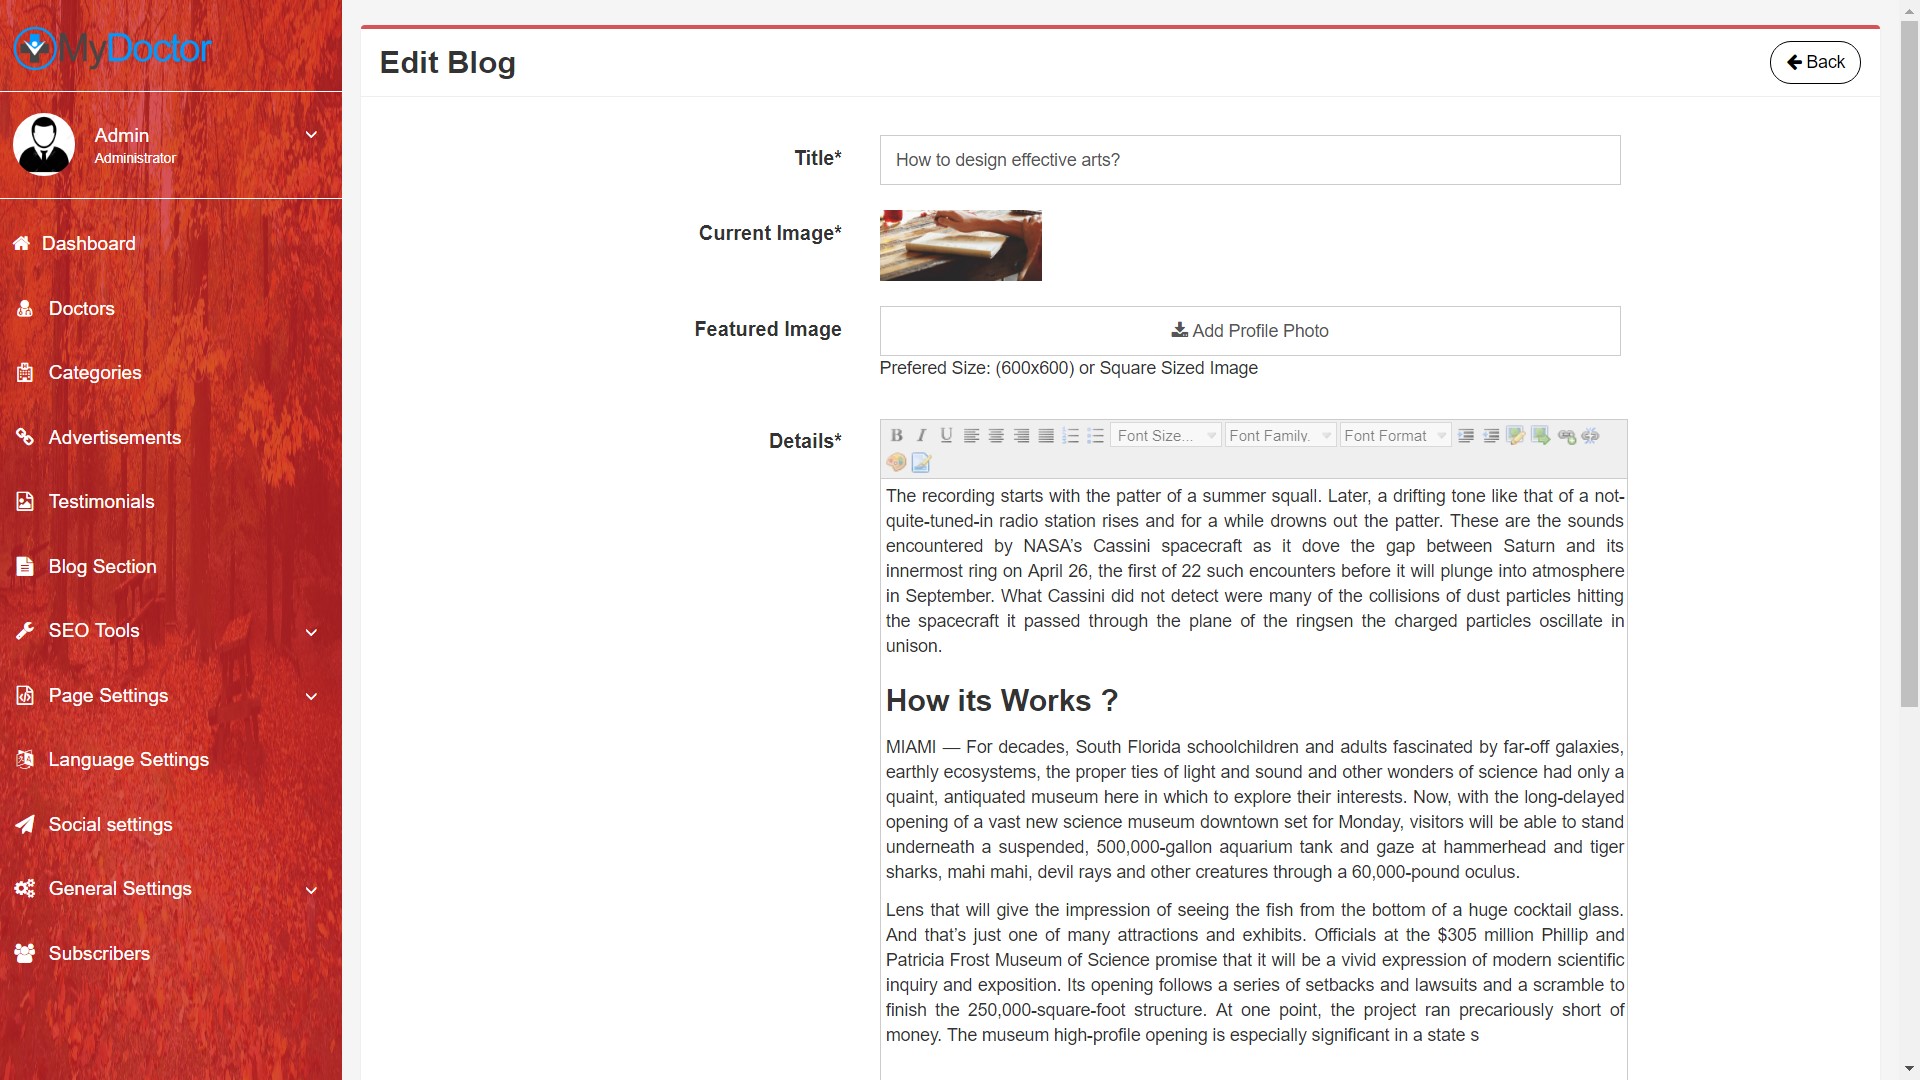 MyDoctor
Admin
Administrator
Dashboard
Doctors
Categories
Advertisements
Testimonials
Blog Section
SEO Tools
Page Settings
Language Settings
Social settings
General Settings
Subscribers
Edit Blog
Back
Title*
How to design effective arts?
Current Image*
Featured Image
Add Profile Photo
Prefered Size: (600x600) or Square Sized Image
Details*
B I U Font Size... Font Family. Font Format
The recording starts with the patter of a summer squall. Later, a drifting tone like that of a not-
quite-tuned-in radio station rises and for a while drowns out the patter. These are the sounds
encountered by NASA’s Cassini spacecraft as it dove the gap between Saturn and its
innermost ring on April 26, the first of 22 such encounters before it will plunge into atmosphere
in September. What Cassini did not detect were many of the collisions of dust particles hitting
the spacecraft it passed through the plane of the ringsen the charged particles oscillate in
unison.
How its Works ?
MIAMI — For decades, South Florida schoolchildren and adults fascinated by far-off galaxies,
earthly ecosystems, the proper ties of light and sound and other wonders of science had only a
quaint, antiquated museum here in which to explore their interests. Now, with the long-delayed
opening of a vast new science museum downtown set for Monday, visitors will be able to stand
underneath a suspended, 500,000-gallon aquarium tank and gaze at hammerhead and tiger
sharks, mahi mahi, devil rays and other creatures through a 60,000-pound oculus.
Lens that will give the impression of seeing the fish from the bottom of a huge cocktail glass.
And that’s just one of many attractions and exhibits. Officials at the $305 million Phillip and
Patricia Frost Museum of Science promise that it will be a vivid expression of modern scientific
inquiry and exposition. Its opening follows a series of setbacks and lawsuits and a scramble to
finish the 250,000-square-foot structure. At one point, the project ran precariously short of
money. The museum high-profile opening is especially significant in a state s